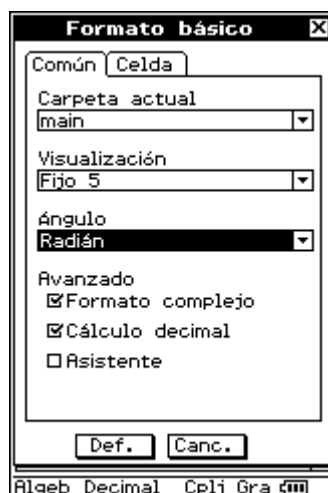 Formato básico
Común Celda
Carpeta actual
main
Visualización
Fijo 5
Ángulo
Radián
Avanzado
Formato complejo
Cálculo decimal
Asistente
Def. Canc.
Algeb Decimal Cplj Gra